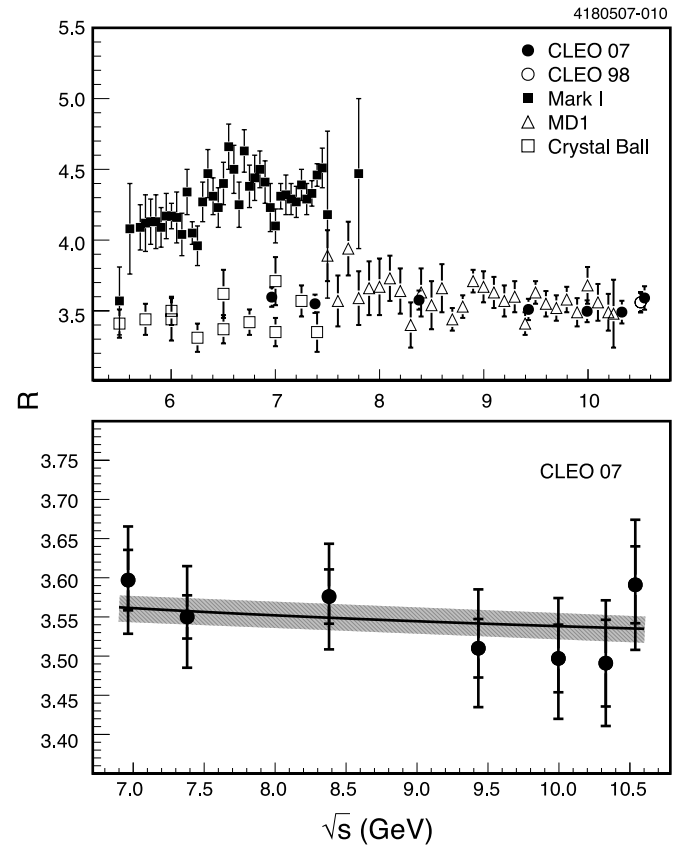 4180507-010
5.5
CLEO 07
CLEO 98
5.0
Mark I
MD1
Crystal Ball
4.5
4.0
3.5
6 7 8 9 10
R
3.75
CLEO 07
3.70
3.65
3.60
3.55
3.50
3.45
3.40
7.0 7.5 8.0 8.5 9.0 9.5 10.0 10.5
√s (GeV)